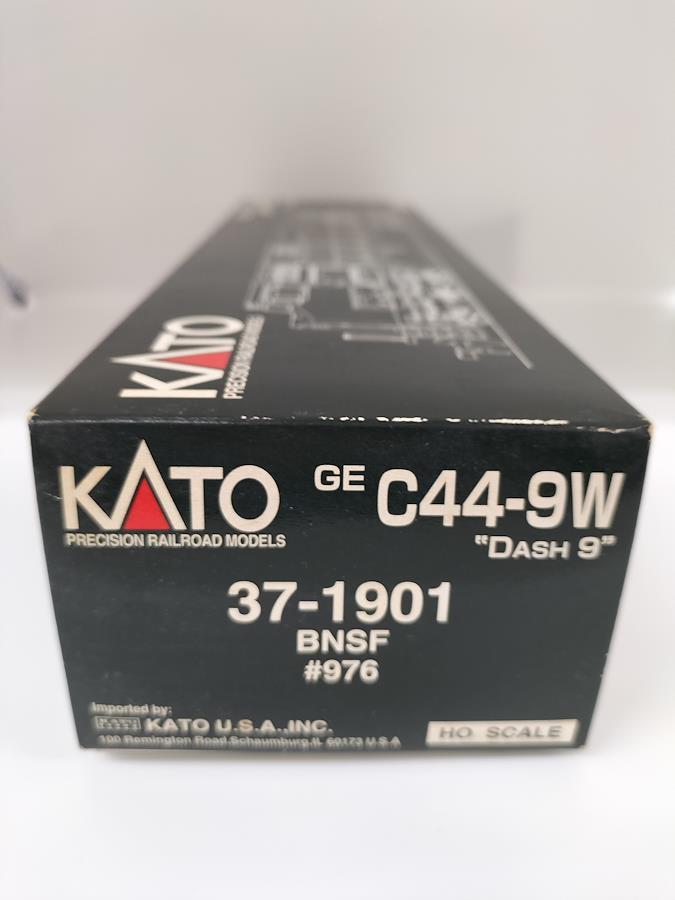 KATO
PRECISION RAILROAD MODELS
KATO
PRECISION RAILROAD MODELS
GE C44-9W
"DASH 9"
37-1901
BNSF
#976
Imported by:
KATO KATO U.S.A.,INC.
100 Remington Road Schaumburg IL 60173 U S A
HO SCALE